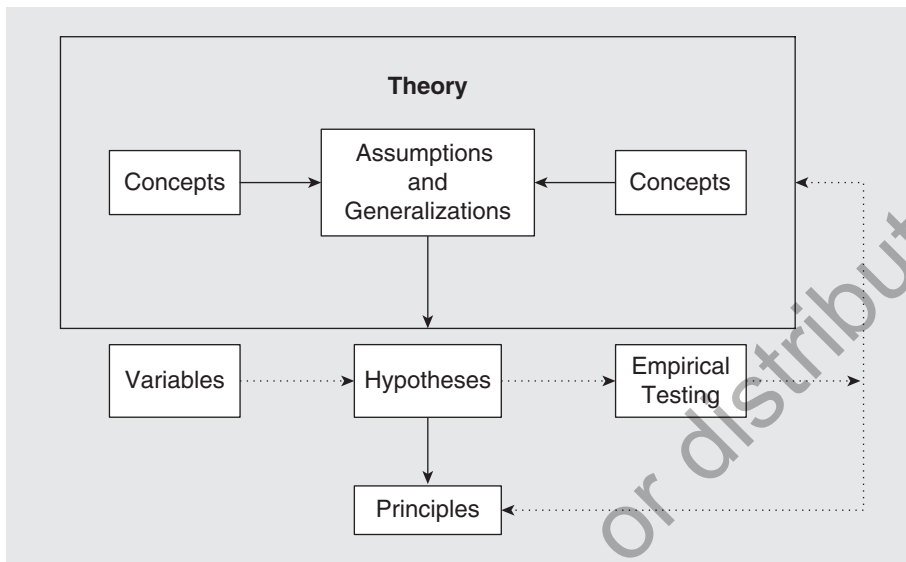 Theory
Concepts
Assumptions
and
Generalizations
Concepts
Variables
Hypotheses
Empirical
Testing
Principles
or distribut